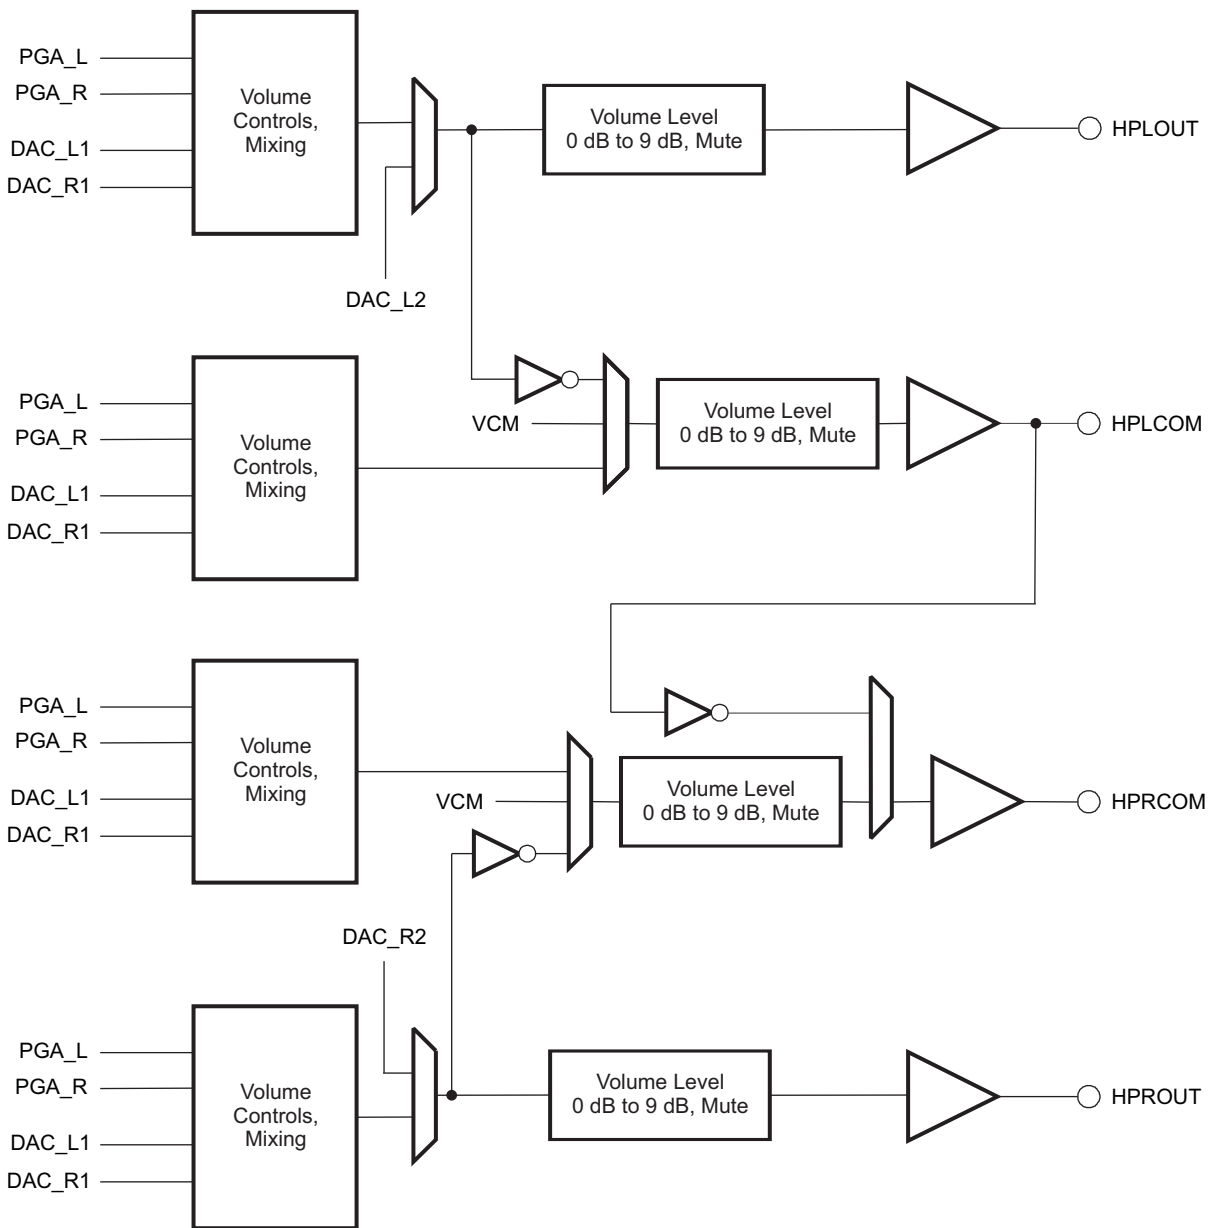 PGA_L
PGA_R
DAC_L1
DAC_R1
Volume
Controls,
Mixing
DAC_L2
Volume Level
0 dB to 9 dB, Mute
HPLOUT
PGA_L
PGA_R
DAC_L1
DAC_R1
Volume
Controls,
Mixing
VCM
Volume Level
0 dB to 9 dB, Mute
HPLCOM
PGA_L
PGA_R
DAC_L1
DAC_R1
Volume
Controls,
Mixing
VCM
Volume Level
0 dB to 9 dB, Mute
HPRCOM
DAC_R2
PGA_L
PGA_R
DAC_L1
DAC_R1
Volume
Controls,
Mixing
Volume Level
0 dB to 9 dB, Mute
HPROUT